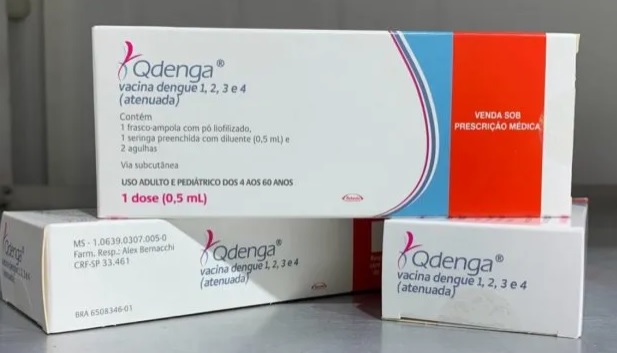 Qdenga®
vacina dengue 1, 2, 3 e 4
(atenuada)
Contém
1 frasco-ampola com pó liofilizado,
1 seringa preenchida com diluente (0,5 mL) e
2 agulhas
Via subcutânea
USO ADULTO E PEDIÁTRICO DOS 4 AOS 60 ANOS
1 dose (0,5 mL)
VENDA SOB
PRESCRIÇÃO MÉDICA
MS - 1.0639.0307.005-0
Farm. Resp.: Alex Bernacchi
CRF-SP 33.461
BRA 6508346-01
Qdenga®
vacina dengue 1, 2, 3 e 4
(atenuada)
Qdenga®
vacina dengue 1, 2, 3 e 4
(atenuada)